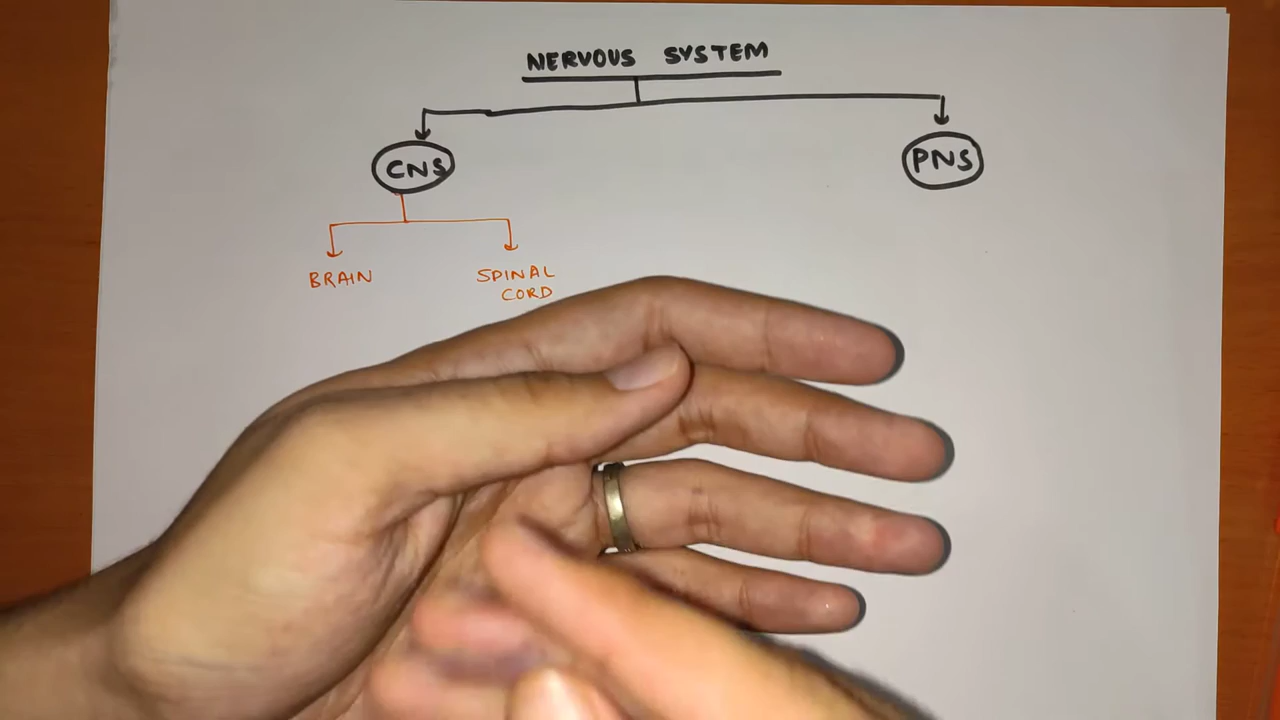 NERVOUS SYSTEM
CNS
PNS
BRAIN
SPINAL
CORD